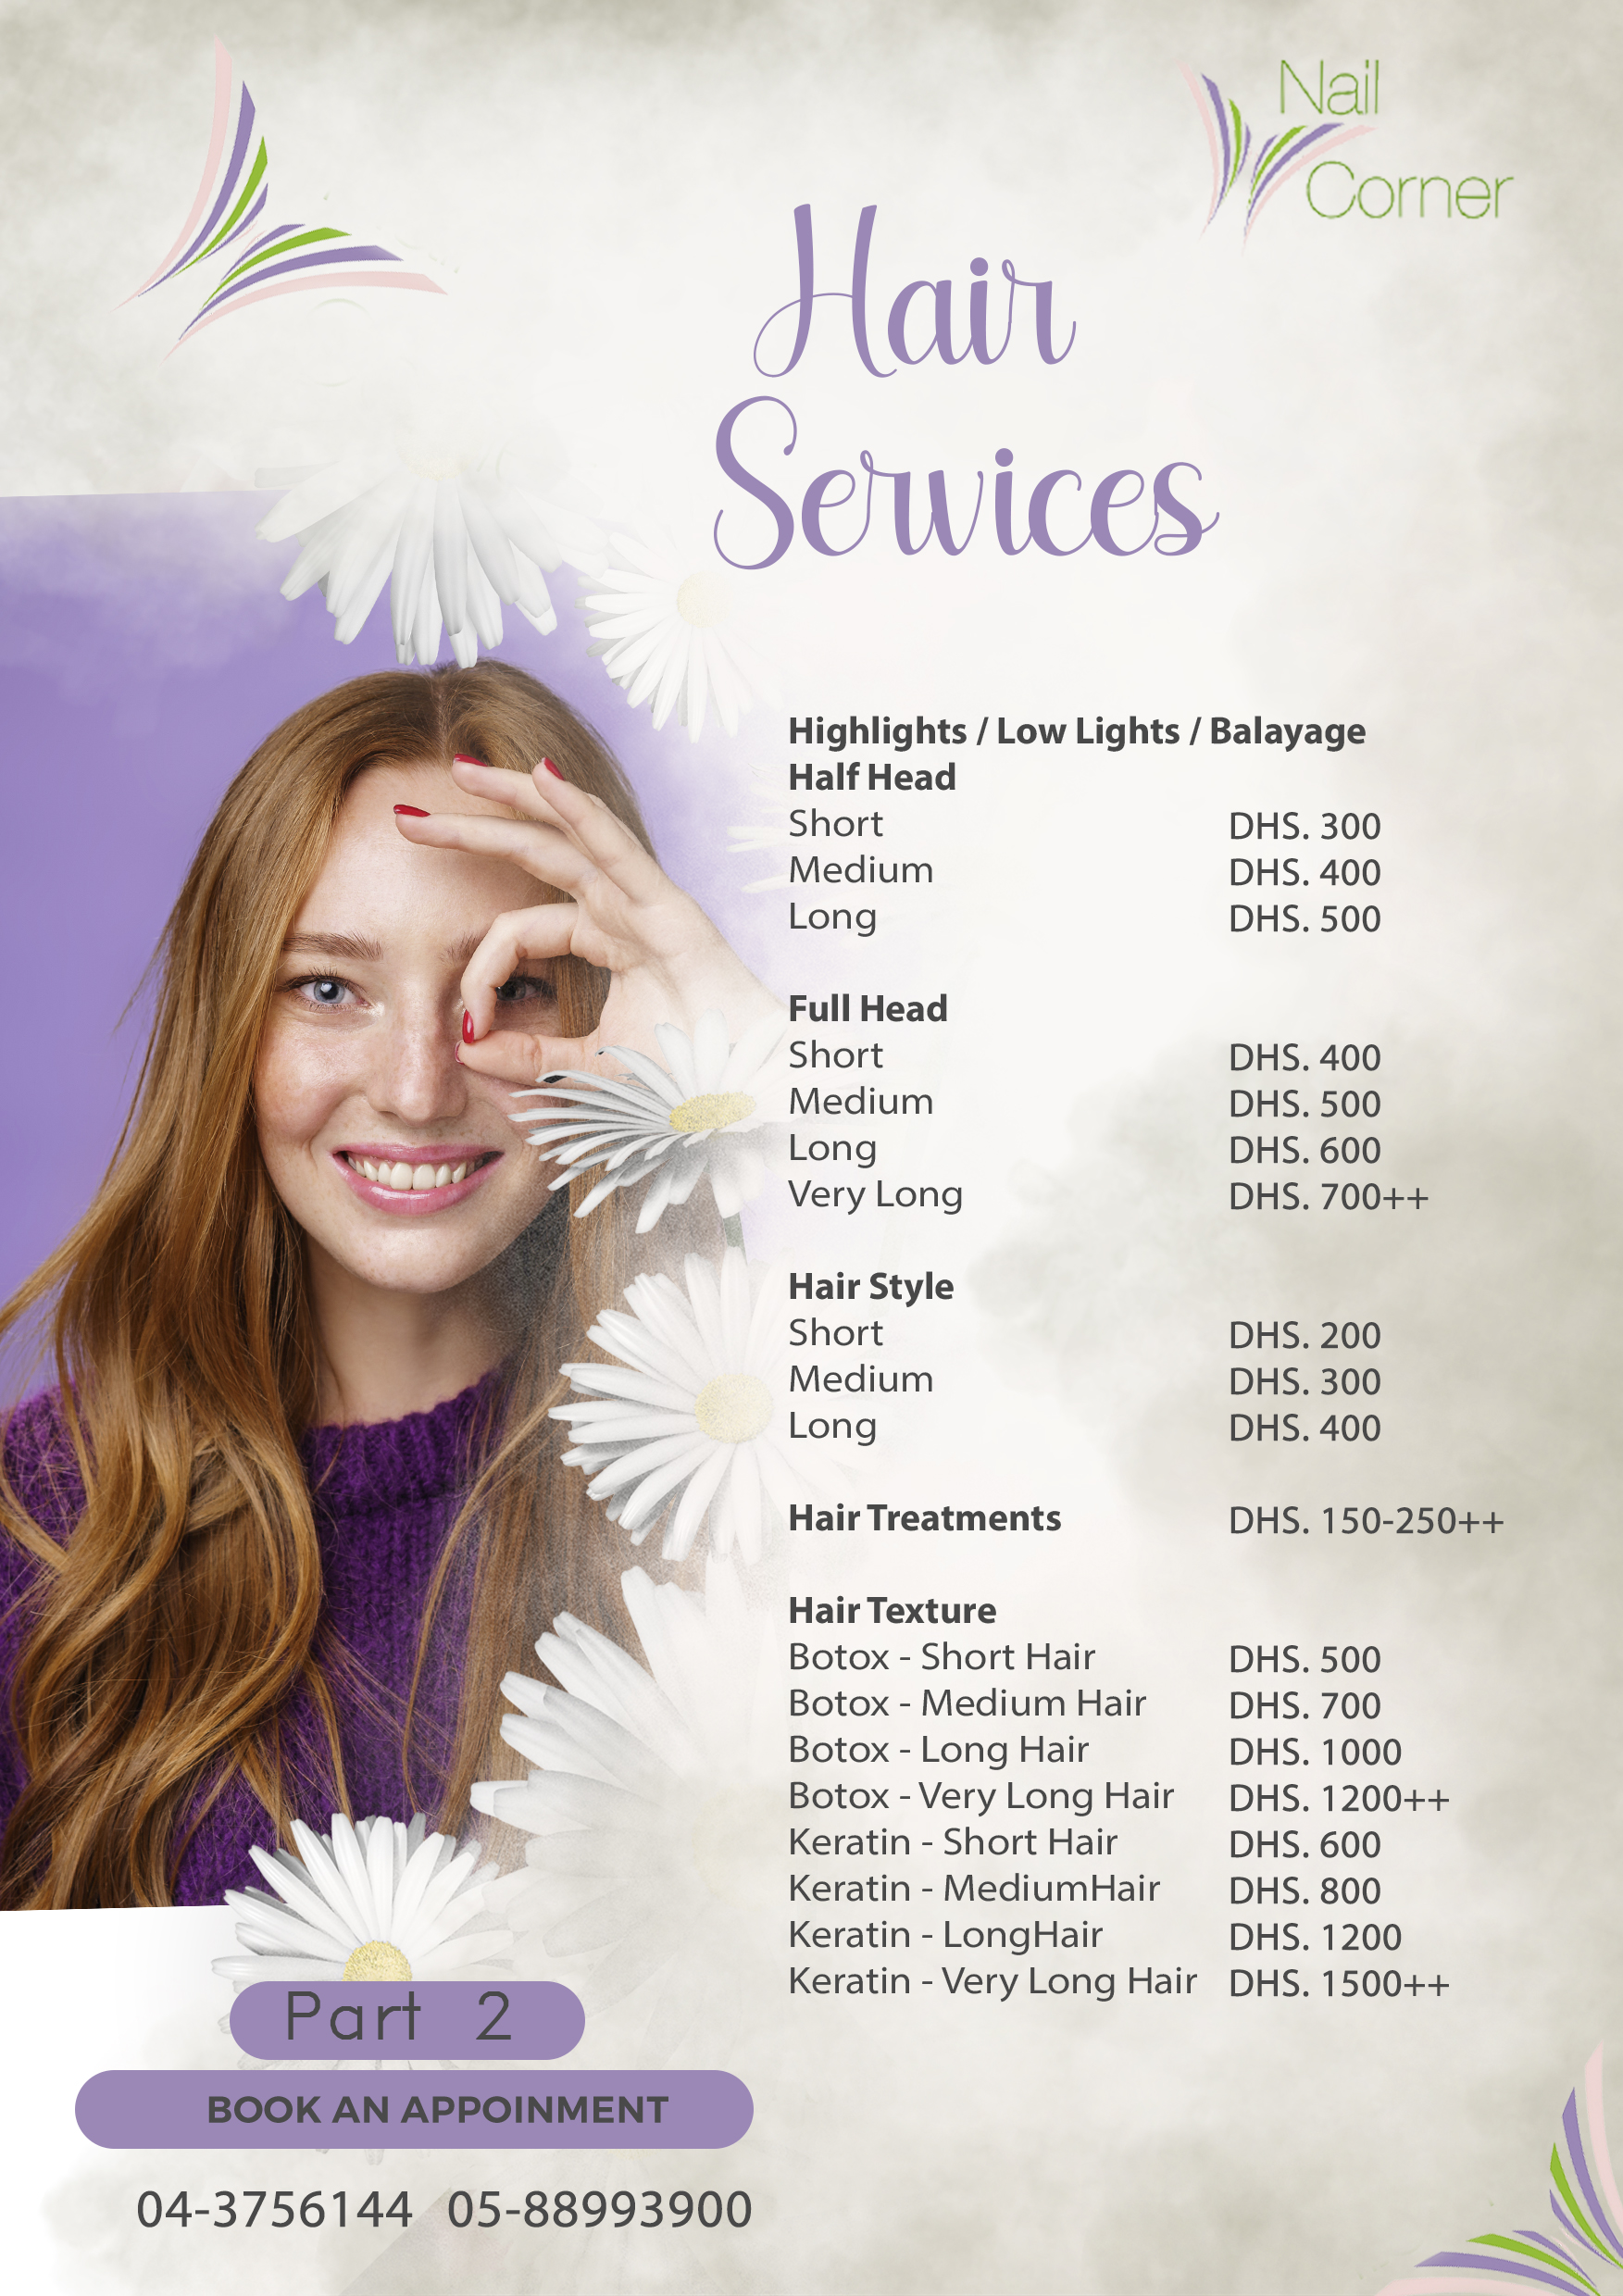 Nail
Corner
Hair
Services
Highlights / Low Lights / Balayage
Half Head
Short DHS. 300
Medium DHS. 400
Long DHS. 500
Full Head
Short DHS. 400
Medium DHS. 500
Long DHS. 600
Very Long DHS. 700++
Hair Style
Short DHS. 200
Medium DHS. 300
Long DHS. 400
Hair Treatments DHS. 150-250++
Hair Texture
Botox - Short Hair DHS. 500
Botox - Medium Hair DHS. 700
Botox - Long Hair DHS. 1000
Botox - Very Long Hair DHS. 1200++
Keratin - Short Hair DHS. 600
Keratin - MediumHair DHS. 800
Keratin - LongHair DHS. 1200
Keratin - Very Long Hair DHS. 1500++
Part 2
BOOK AN APPOINMENT
04-3756144 05-88993900